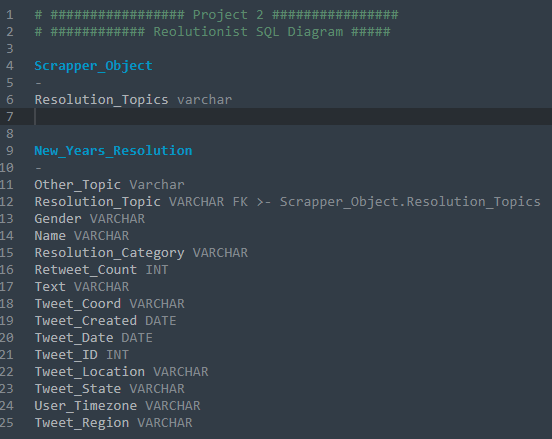 1 # ################# Project 2 ################
2 # ############ Reolutionist SQL Diagram #####
3
4 Scrapper_Object
5 -
6 Resolution_Topics varchar
7
8
9 New_Years_Resolution
10 -
11 Other_Topic Varchar
12 Resolution_Topic VARCHAR FK >- Scrapper_Object.Resolution_Topics
13 Gender VARCHAR
14 Name VARCHAR
15 Resolution_Category VARCHAR
16 Retweet_Count INT
17 Text VARCHAR
18 Tweet_Coord VARCHAR
19 Tweet_Created DATE
20 Tweet_Date DATE
21 Tweet_ID INT
22 Tweet_Location VARCHAR
23 Tweet_State VARCHAR
24 User_Timezone VARCHAR
25 Tweet_Region VARCHAR